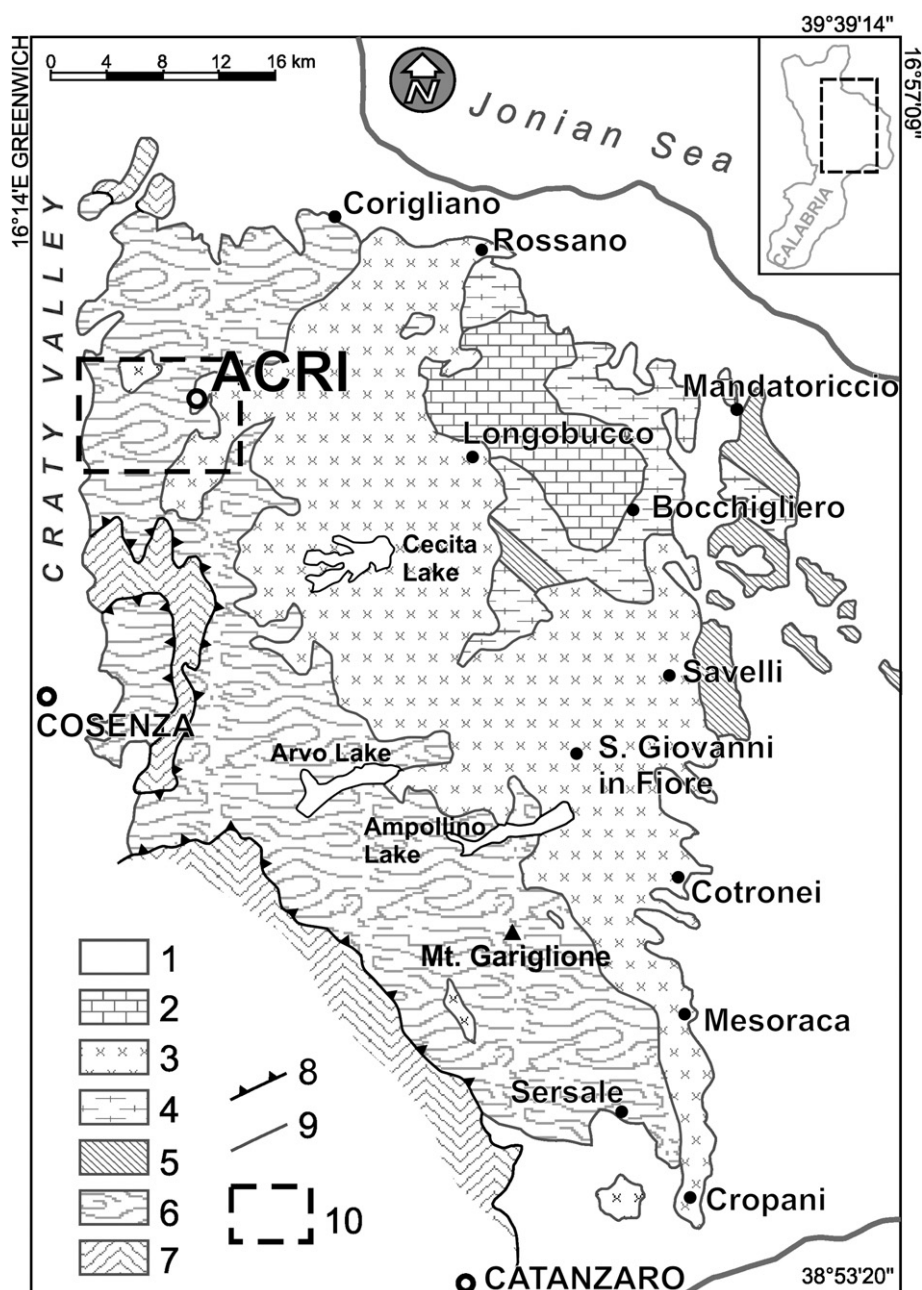 39°39'14"
0 4 8 12 16 km
16°14'E GREENWICH
16°57'09"
N
Jonian Sea
CALABRIA
CRATY VALLEY
Corigliano
Rossano
ACRI
Mandatoriccio
Longobucco
Bocchigliero
Cecita
Lake
Savelli
COSENZA
Arvo Lake
S. Giovanni
in Fiore
Ampollino
Lake
Cotronei
Mt. Gariglione
1
2
3
4
5
6
7
8
9
10
Mesoraca
Sersale
Cropani
CATANZARO
38°53'20"